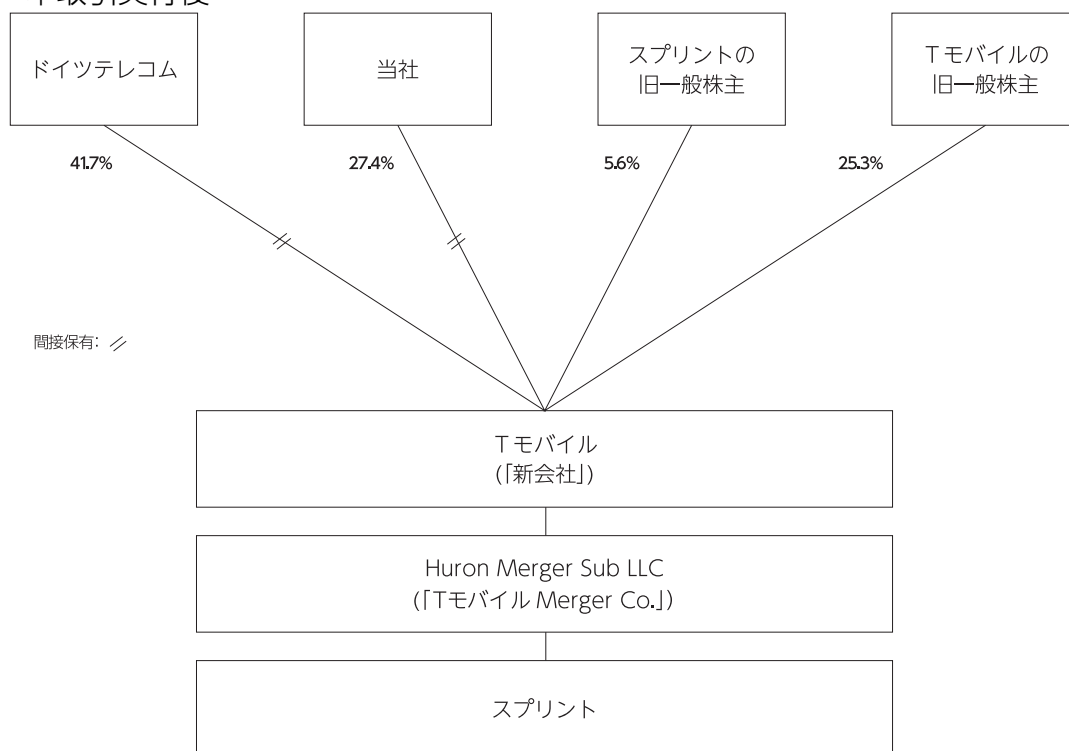 ドイツテレコム
当社
スプリントの
旧一般株主
Tモバイルの
旧一般株主
41.7%
27.4%
5.6%
25.3%
間接保有:
Tモバイル
(「新会社」)
Huron Merger Sub LLC
(「Tモバイル Merger Co.」)
スプリント